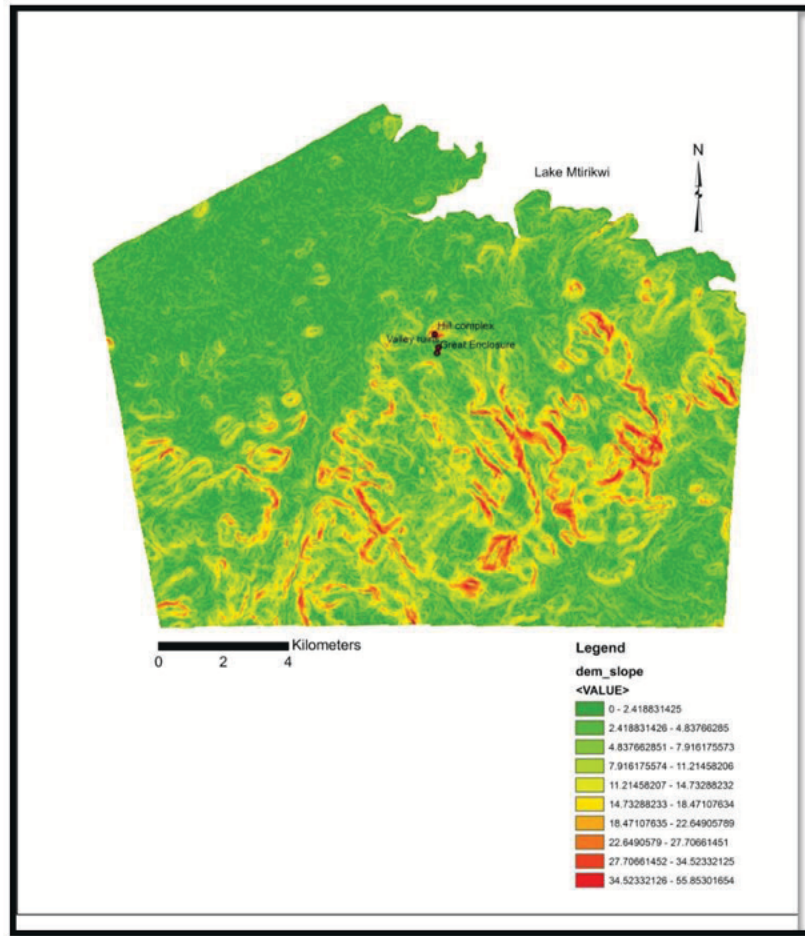 Lake Mtirikwi
N
Hill complex
Valley ruins
Great Enclosure
Kilometers
0 2 4
Legend
dem_slope
<VALUE>
0 - 2.418831425
2.418831426 - 4.83766285
4.837662851 - 7.916175573
7.916175574 - 11.21458206
11.21458207 - 14.73288232
14.73288233 - 18.47107634
18.47107635 - 22.64905789
22.6490579 - 27.70661451
27.70661452 - 34.52332125
34.52332126 - 55.85301654